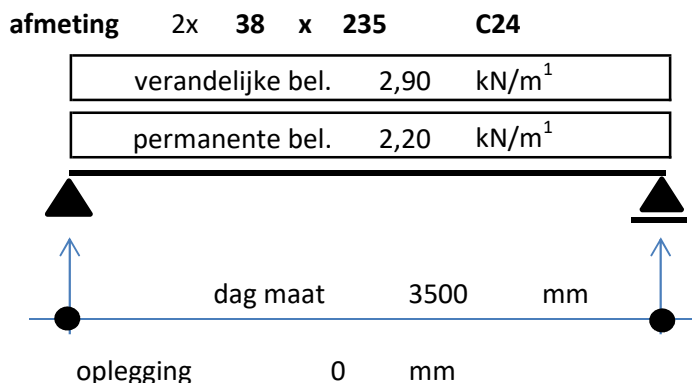 afmeting 2x 38 x 235 C24
verandelijke bel. 2,90 kN/m¹
permanente bel. 2,20 kN/m¹
dag maat 3500 mm
oplegging 0 mm